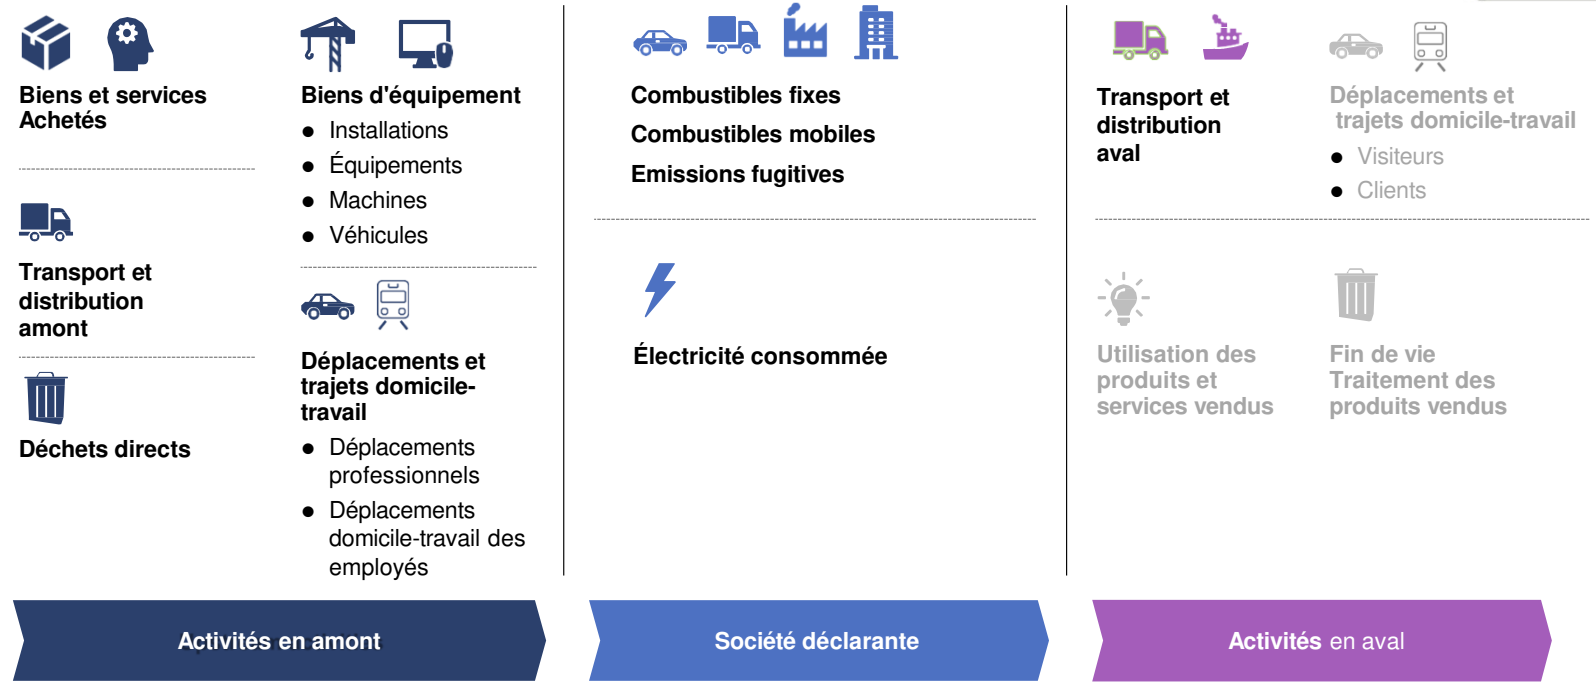 Biens et services
Achetés
Transport et
distribution
amont
Déchets directs
Biens d'équipement
● Installations
● Équipements
● Machines
● Véhicules
Déplacements et
trajets domicile-
travail
● Déplacements
professionnels
● Déplacements
domicile-travail des
employés
Combustibles fixes
Combustibles mobiles
Emissions fugitives
Électricité consommée
Transport et
distribution
aval
Déplacements et
trajets domicile-travail
● Visiteurs
● Clients
Utilisation des
produits et
services vendus
Fin de vie
Traitement des
produits vendus
Activités en amont
Société déclarante
Activités en aval